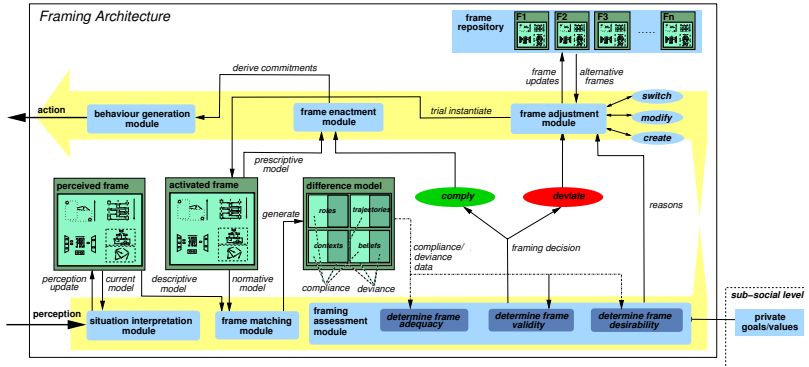 Framing Architecture
frame
repository
F1
F2
F3
.....
Fn
derive commitments
frame
updates
alternative
frames
action
behaviour generation
module
frame enactment
module
trial instantiate
frame adjustment
module
switch
modify
create
prescriptive
model
perceived frame
activated frame
difference model
roles
trajectories
contexts
beliefs
generate
comply
deviate
reasons
compliance/
deviance
data
framing decision
compliance
deviance
perception
update
current
model
descriptive
model
normative
model
perception
situation interpretation
module
frame matching
module
framing
assessment
module
determine frame
adequacy
determine frame
validity
determine frame
desirability
sub-social level
private
goals/values